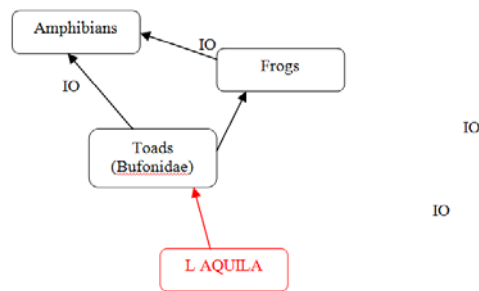 Amphibians
IO
Frogs
IO
Toads
(Bufonidae)
IO
IO
L AQUILA